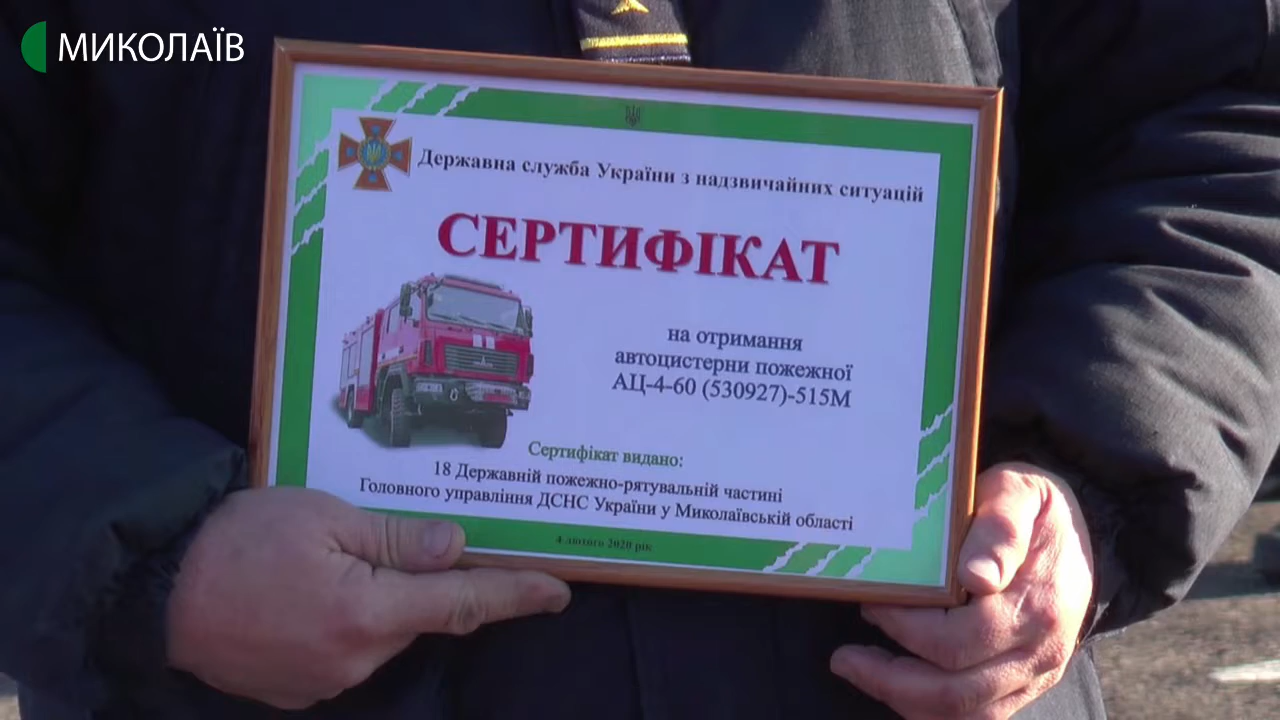 МИКОЛАЇВ
Державна служба України з надзвичайних ситуацій
СЕРТИФІКАТ
на отримання
автоцистерни пожежної
АЦ-4-60 (530927)-515М
Сертифікат видано:
18 Державній пожежно-рятувальній частині
Головного управління ДСНС України у Миколаївській області
4 лютого 2020 рік